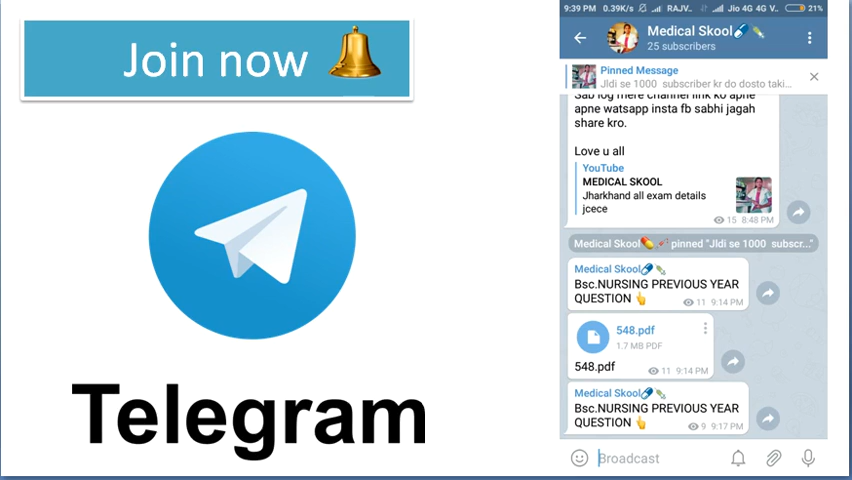 Join now
Telegram
9:39 PM 0.39K/s RAJV... Jio 4G 4G V.. 21%
Medical Skool
25 subscribers
Pinned Message
Jldi se 1000 subscriber kr do dosto taki...
Sab log mere channel link ko apne
apne watsapp insta fb sabhi jagah
share kro.
Love u all
YouTube
MEDICAL SKOOL
Jharkhand all exam details
jcece
15 8:48 PM
Medical Skool pinned "Jldi se 1000 subscr..."
Medical Skool
Bsc.NURSING PREVIOUS YEAR
QUESTION 👆
11 9:14 PM
548.pdf
1.7 MB PDF
548.pdf
11 9:14 PM
Medical Skool
Bsc.NURSING PREVIOUS YEAR
QUESTION 👆
9 9:17 PM
Broadcast